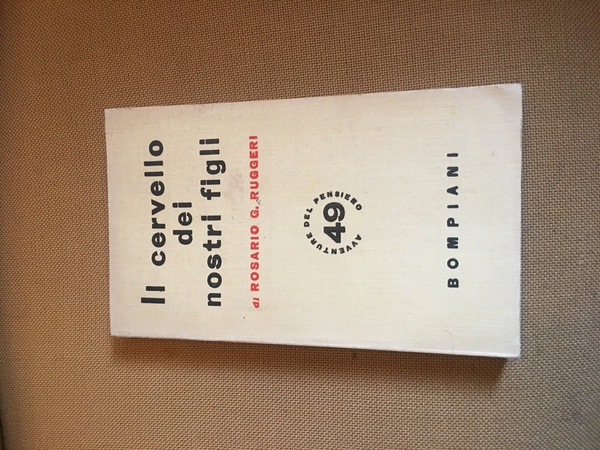 Il cervello
dei
nostri figli
di ROSARIO G. RUGGERI
AVVENTURE DEL PENSIERO
49
BOMPIANI